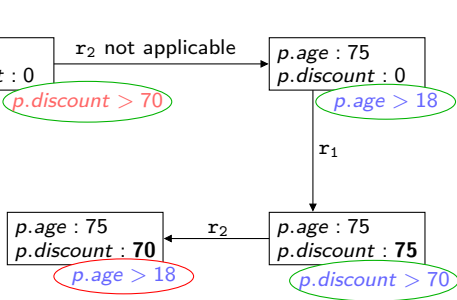 r₂ not applicable
t : 0
p.discount > 70
p.age : 75
p.discount : 0
p.age > 18
r₁
p.age : 75
p.discount : 70
p.age > 18
r₂
p.age : 75
p.discount : 75
p.discount > 70